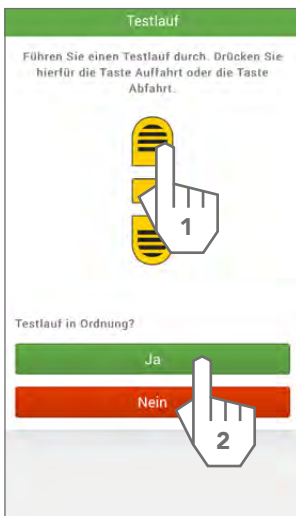 Testlauf
Führen Sie einen Testlauf durch. Drücken Sie
hierfür die Taste Auffahrt oder die Taste
Abfahrt.
1
Testlauf in Ordnung?
Ja
Nein
2